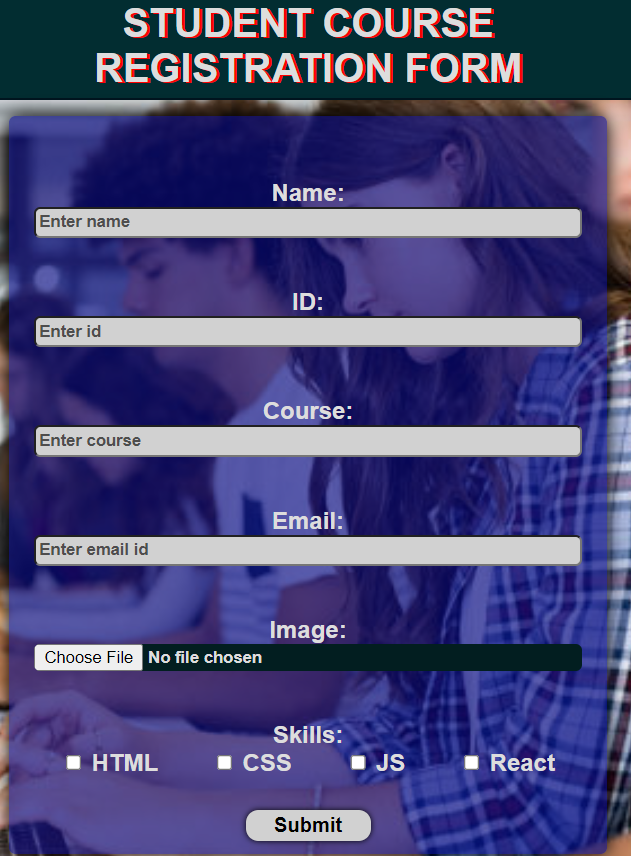 STUDENT COURSE
REGISTRATION FORM
Name:
Enter name
ID:
Enter id
Course:
Enter course
Email:
Enter email id
Image:
Choose File No file chosen
Skills:
HTML CSS JS React
Submit